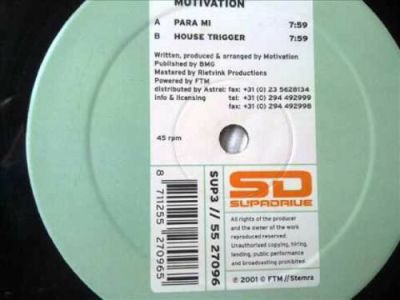 MOTIVATION
A PARA MI 7:59
B HOUSE TRIGGER 7:59
Written, produced & arranged by Motivation
Published by BMG
Mastered by Rietvink Productions
Powered by FTM
distributed by Astrel: fax: +31 (0) 23 5628134
info & licensing tel: +31 (0) 294 492999
fax: +31 (0) 294 492998
45 rpm
8 711255 270965
SUP3 // 55 27096
SD
SUPADRIVE
All rights of the producer
and the owner of the work
reproduced reserved.
Unauthorised copying, hiring,
lending, public performance
and broadcasting prohibited.
℗ 2001 © FTM // Stemra